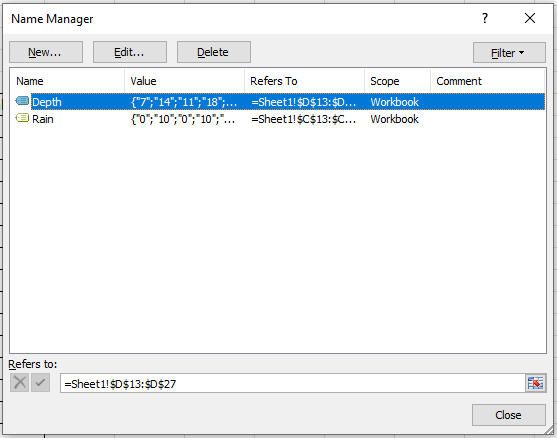 Name Manager
?
New... Edit... Delete Filter
Name Value Refers To Scope Comment
Depth {"7";"14";"11";"18";... =Sheet1!$D$13:$D... Workbook
Rain {"0";"10";"0";"10";"... =Sheet1!$C$13:$C... Workbook
Refers to:
=Sheet1!$D$13:$D$27
Close